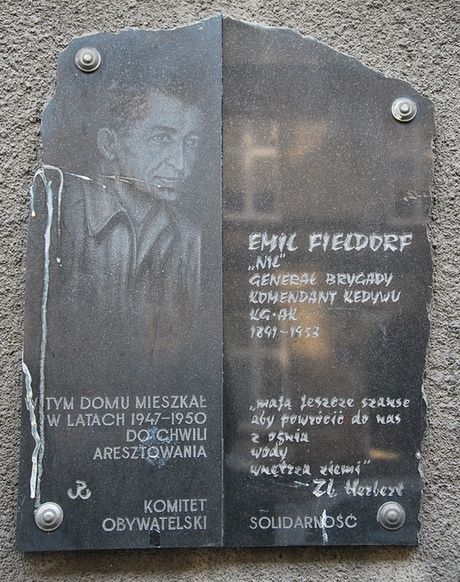 W TYM DOMU MIESZKAŁ
W LATACH 1947–1950
DO CHWILI
ARESZTOWANIA
KOMITET
OBYWATELSKI
EMIL FIELDORF
„NIL”
GENERAŁ BRYGADY
KOMENDANT KEDYWU
KG·AK
1891–1953
„mają jeszcze szanse
aby powrócić do nas
z ognia
wody
wnętrza ziemi”
Zb Herbert
SOLIDARNOŚĆ